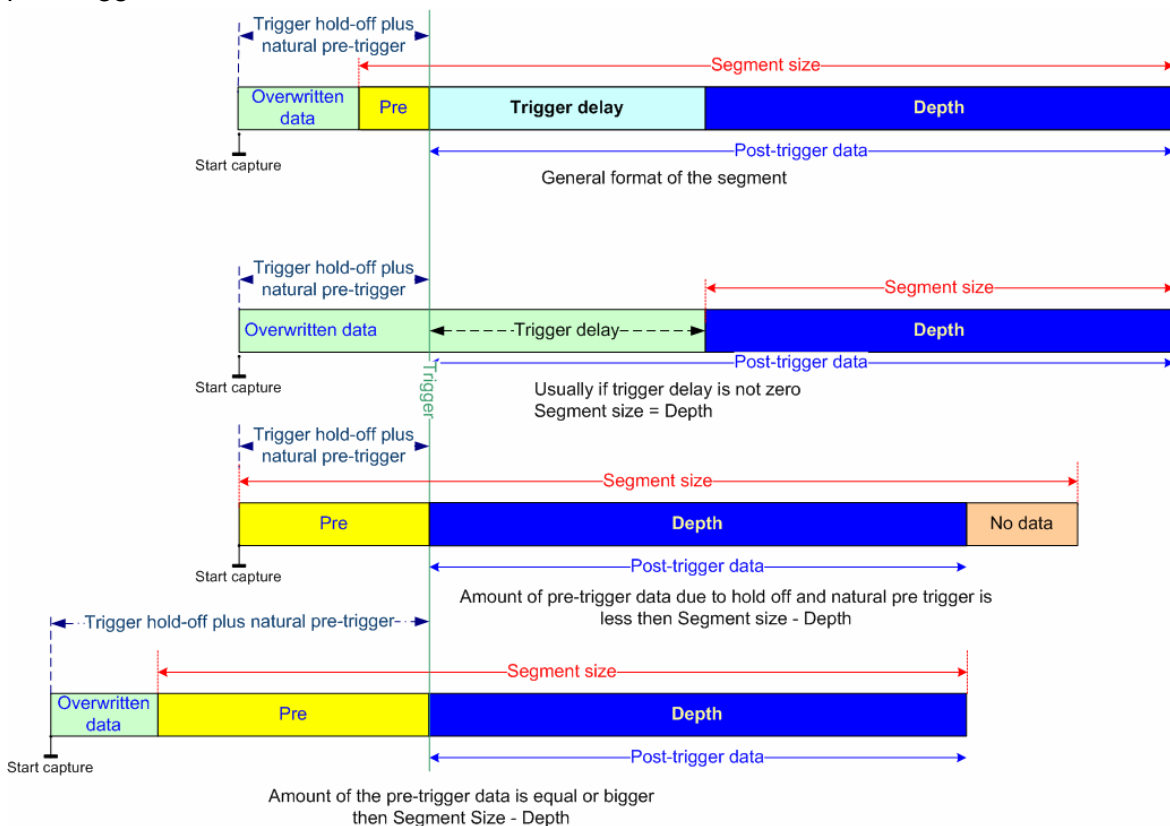 Trigger hold-off plus
natural pre-trigger
Segment size
Overwritten
data
Pre
Trigger delay
Depth
Start capture
Post-trigger data
General format of the segment
Trigger hold-off plus
natural pre-trigger
Segment size
Overwritten data
Trigger delay
Depth
Post-trigger data
Start capture
Trigger
Usually if trigger delay is not zero
Segment size = Depth
Trigger hold-off plus
natural pre-trigger
Segment size
Pre
Depth
No data
Start capture
Post-trigger data
Amount of pre-trigger data due to hold off and natural pre trigger is
less then Segment size - Depth
Trigger hold-off plus natural pre-trigger
Segment size
Overwritten
data
Pre
Depth
Post-trigger data
Start capture
Amount of the pre-trigger data is equal or bigger
then Segment Size - Depth